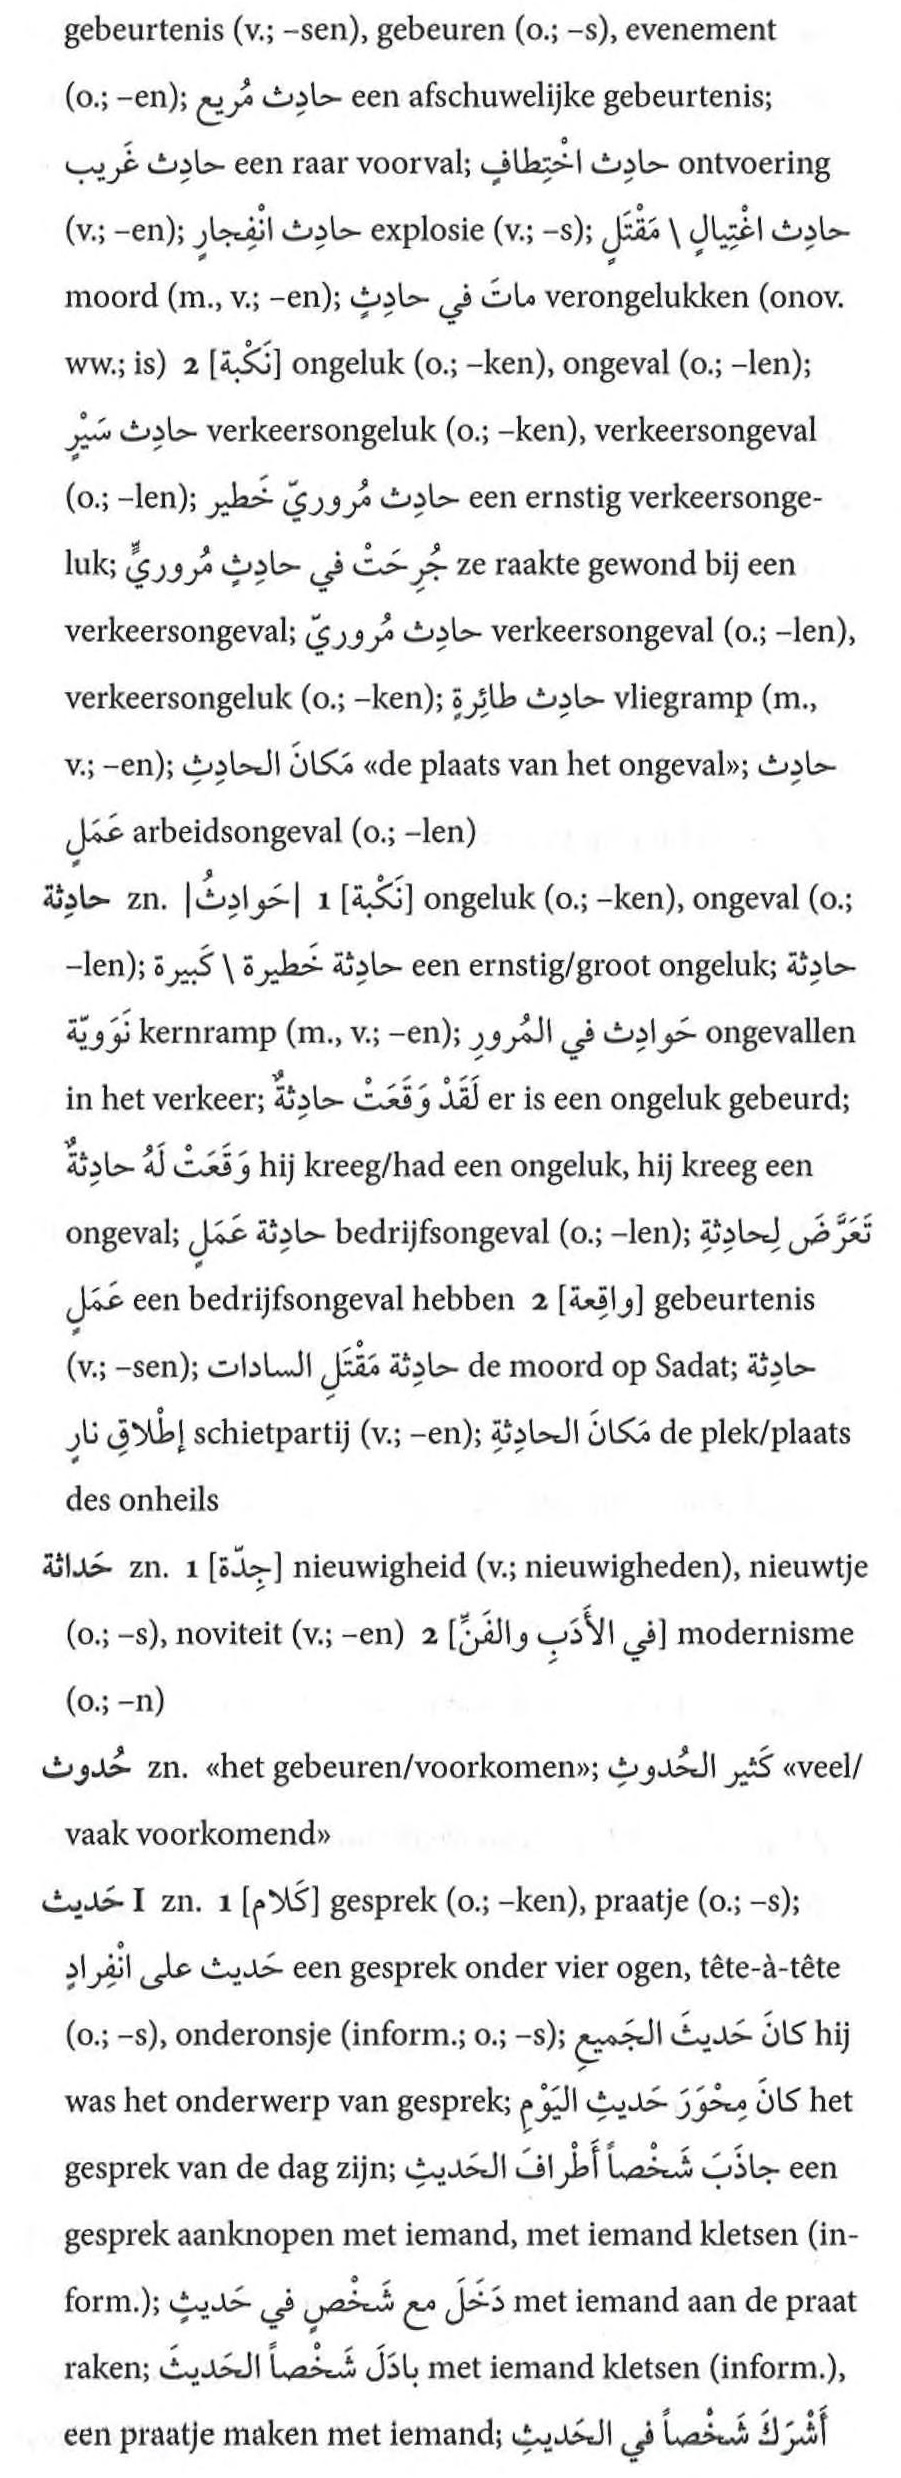 gebeurtenis (v.; –sen), gebeuren (o.; –s), evenement
(o.; –en); حادِث مُريع een afschuwelijke gebeurtenis;
حادِث غَريب een raar voorval; حادِث اخْتِطافٍ ontvoering
(v.; –en); حادِث انْفِجارٍ explosie (v.; –s); حادِث اغْتِيالٍ \ مَقْتَلٍ
moord (m., v.; –en); ماتَ في حادِثٍ verongelukken (onov.
ww.; is) 2 [نَكْبة] ongeluk (o.; –ken), ongeval (o.; –len);
حادِث سَيْرٍ verkeersongeluk (o.; –ken), verkeersongeval
(o.; –len); حادِث مُروريّ خَطير een ernstig verkeersonge-
luk; جُرِحَتْ في حادِثٍ مُروريٍّ ze raakte gewond bij een
verkeersongeval; حادِث مُروريّ verkeersongeval (o.; –len),
verkeersongeluk (o.; –ken); حادِث طائِرةٍ vliegramp (m.,
v.; –en); مَكانَ الحادِثِ «de plaats van het ongeval»; حادِث
عَمَلٍ arbeidsongeval (o.; –len)
حادِثة zn. |حَوادِثُ| 1 [نَكْبة] ongeluk (o.; –ken), ongeval (o.;
–len); حادِثة خَطيرة \ كَبيرة een ernstig/groot ongeluk; حادِثة
نَوَويّة kernramp (m., v.; –en); حَوادِث في المُرورِ ongevallen
in het verkeer; لَقَدْ وَقَعَتْ حادِثةٌ er is een ongeluk gebeurd;
وَقَعَتْ لَهُ حادِثةٌ hij kreeg/had een ongeluk, hij kreeg een
ongeval; حادِثة عَمَلٍ bedrijfsongeval (o.; –len); تَعَرَّضَ لِحادِثةِ
عَمَلٍ een bedrijfsongeval hebben 2 [واقِعة] gebeurtenis
(v.; –sen); حادِثة مَقْتَلِ السادات de moord op Sadat; حادِثة
إطْلاقِ نارٍ schietpartij (v.; –en); مَكانَ الحادِثةِ de plek/plaats
des onheils
حَداثة zn. 1 [جِدّة] nieuwigheid (v.; nieuwigheden), nieuwtje
(o.; –s), noviteit (v.; –en) 2 [في الأَدَبِ والفَنِّ] modernisme
(o.; –n)
حُدوث zn. «het gebeuren/voorkomen»; كَثير الحُدوثِ «veel/
vaak voorkomend»
حَديث I zn. 1 [كَلام] gesprek (o.; –ken), praatje (o.; –s);
حَديث على انْفِرادٍ een gesprek onder vier ogen, tête-à-tête
(o.; –s), onderonsje (inform.; o.; –s); كانَ حَديثَ الجَميعِ hij
was het onderwerp van gesprek; كانَ مِحْوَرَ حَديثِ اليَوْمِ het
gesprek van de dag zijn; جاذَبَ شَخْصاً أَطْرافَ الحَديثِ een
gesprek aanknopen met iemand, met iemand kletsen (in-
form.); دَخَلَ مع شَخْصٍ في حَديثٍ met iemand aan de praat
raken; بادَلَ شَخْصاً الحَديثَ met iemand kletsen (inform.),
een praatje maken met iemand; أَشْرَكَ شَخْصاً في الحَديثِ